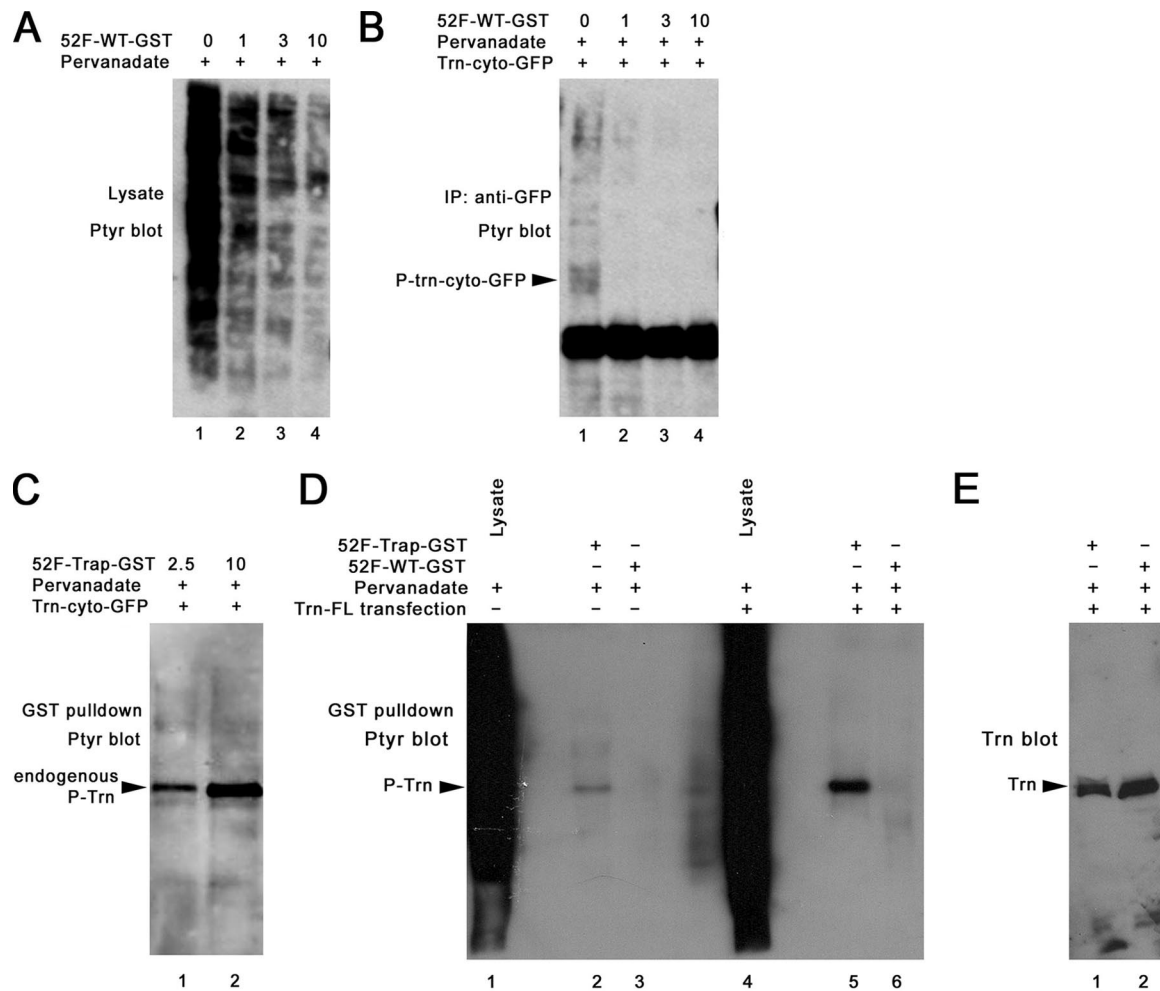 A
52F-WT-GST 0 1 3 10
Pervanadate + + + +
Lysate
Ptyr blot
1 2 3 4
B
52F-WT-GST 0 1 3 10
Pervanadate + + + +
Trn-cyto-GFP + + + +
IP: anti-GFP
Ptyr blot
P-trn-cyto-GFP
1 2 3 4
C
52F-Trap-GST 2.5 10
Pervanadate + +
Trn-cyto-GFP + +
GST pulldown
Ptyr blot
endogenous
P-Trn
1 2
D
Lysate Lysate
52F-Trap-GST + – + –
52F-WT-GST – + – +
Pervanadate + + + + + +
Trn-FL transfection – – – + + +
GST pulldown
Ptyr blot
P-Trn
1 2 3 4 5 6
E
+ –
– +
+ +
+ +
Trn blot
Trn
1 2